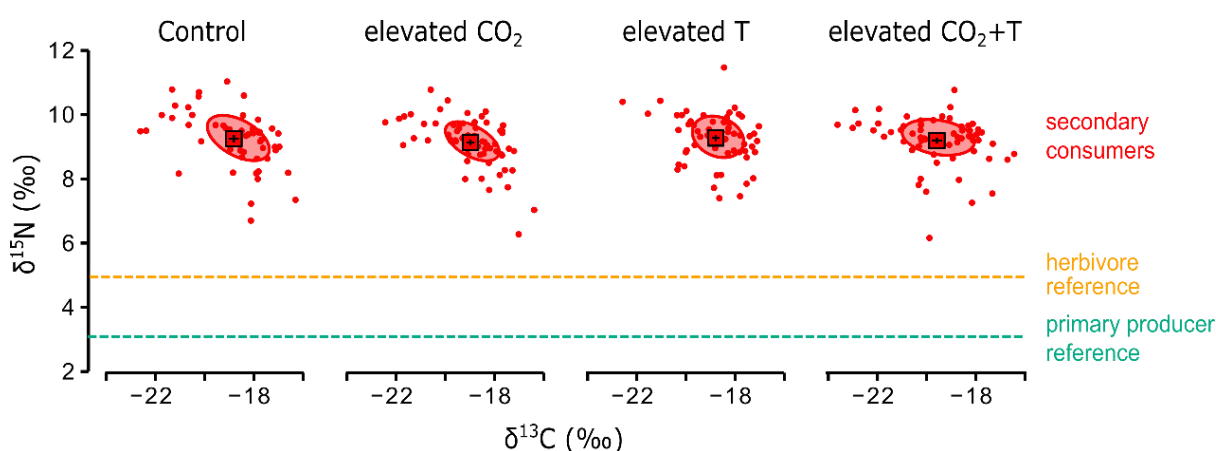 Control
elevated CO₂
elevated T
elevated CO₂+T
12
10
8
6
4
2
δ¹⁵N (‰)
secondary
consumers
herbivore
reference
primary producer
reference
−22 −18 −22 −18 −22 −18 −22 −18
δ¹³C (‰)